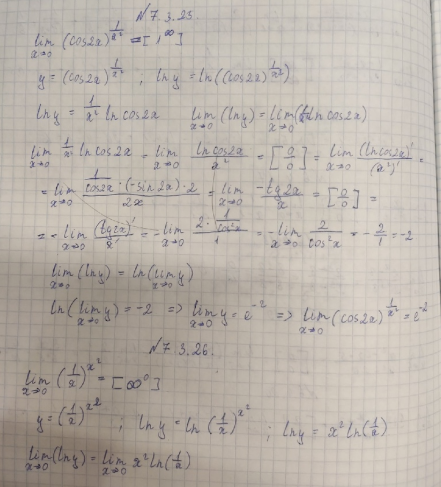 № 7.3.25
lim x→0 (cos2x)^(1/x²) = [1^∞]
y = (cos2x)^(1/x²) ; ln y = ln((cos2x)^(1/x²))
ln y = 1/x² ln cos2x lim x→0 (ln y) = lim x→0 (1/x² ln cos2x)
lim x→0 1/x² ln cos2x = lim x→0 ln cos2x / x² = [0/0] = lim x→0 (ln cos2x)' / (x²)' =
= lim x→0 (1/cos2x · (-sin2x) · 2) / 2x = lim x→0 -tg2x / x = [0/0] =
= - lim x→0 (tg2x)' / x' = - lim x→0 (2 · 1/cos²x) / 1 = - lim x→0 2/cos²x = - 2/1 = -2
lim x→0 (ln y) = ln(lim x→0 y)
ln(lim x→0 y) = -2 => lim x→0 y = e^-2 => lim x→0 (cos2x)^(1/x²) = e^-2
№ 7.3.26.
lim x→0 (1/x)^x² = [∞^0]
y = (1/x)^x² ; ln y = ln (1/x)^x² ; ln y = x² ln(1/x)
lim x→0 (ln y) = lim x→0 x² ln(1/x)